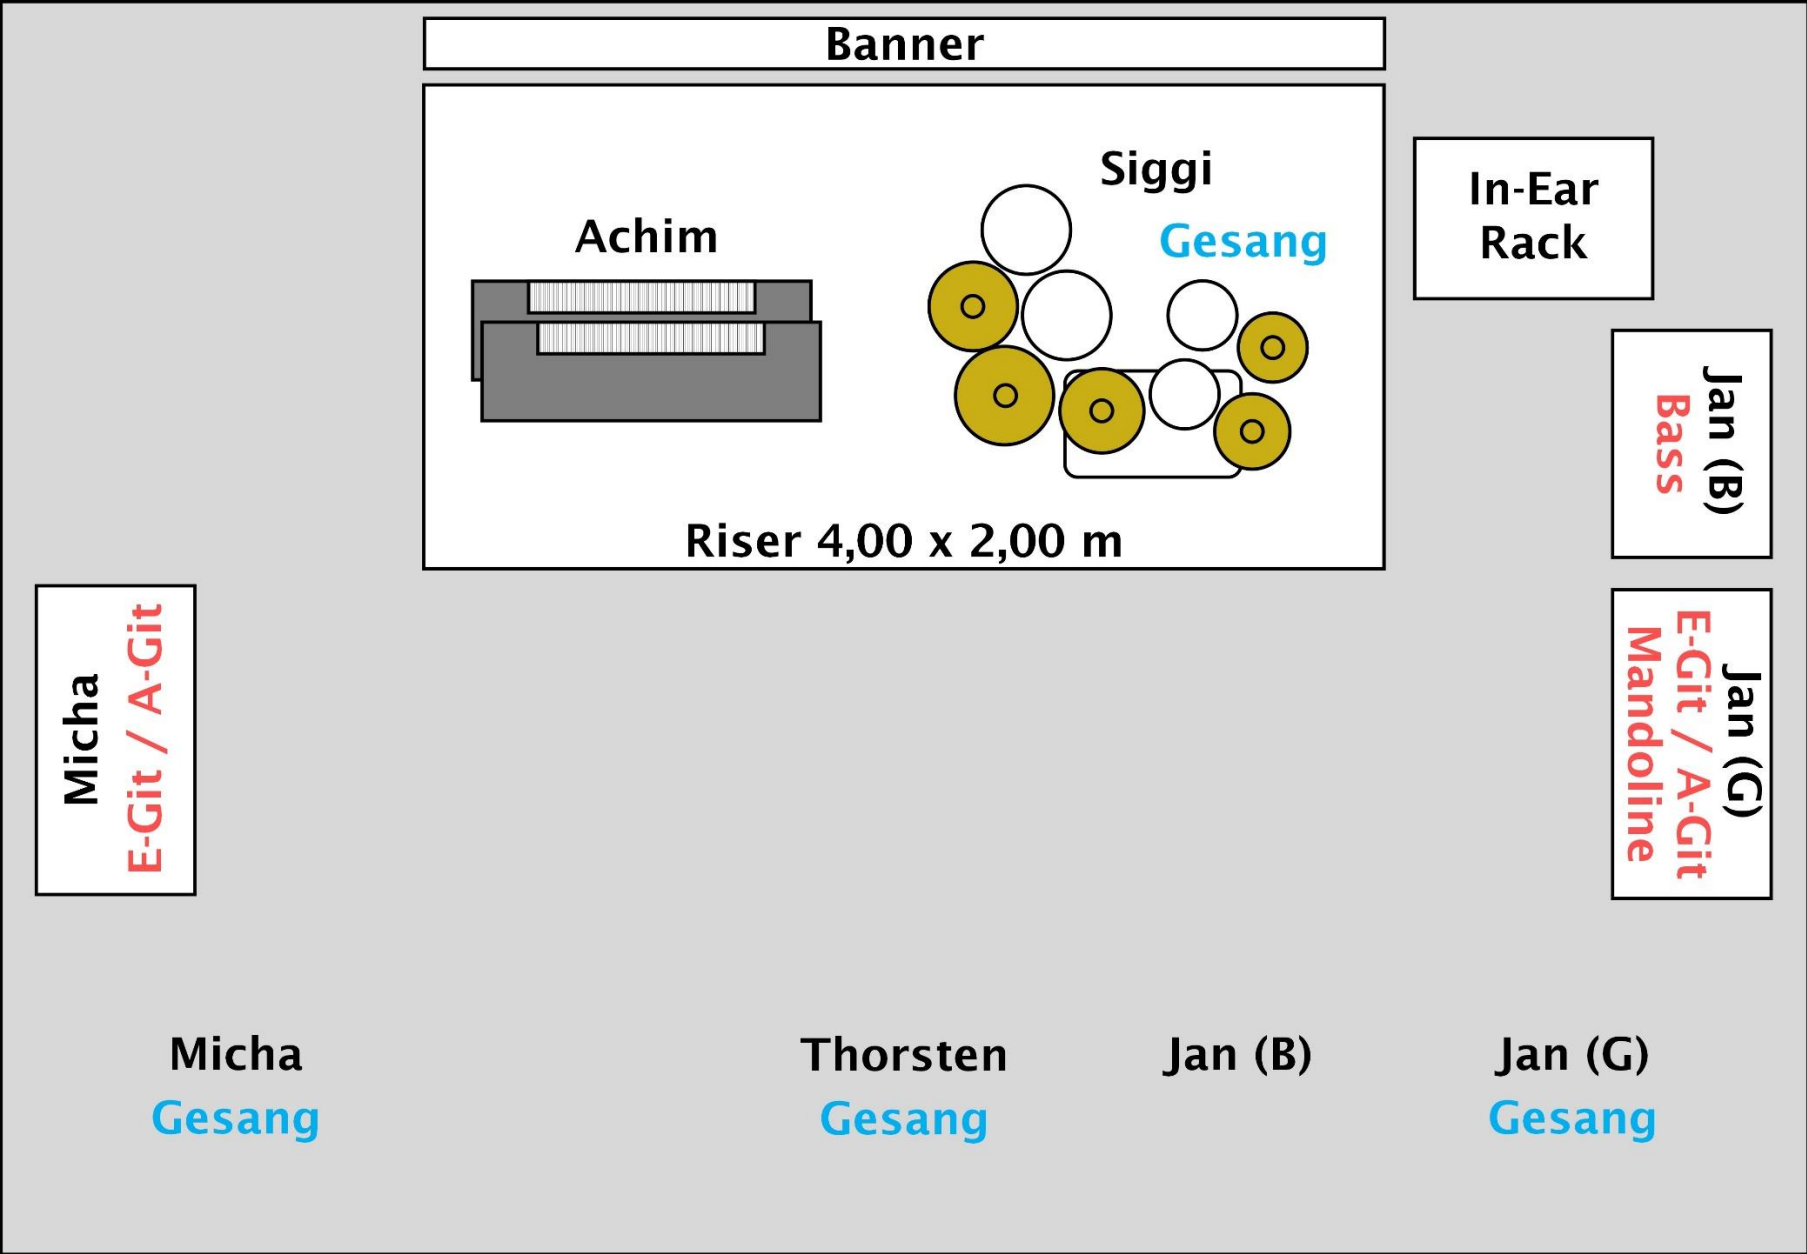 Banner
Siggi
Gesang
Achim
In-Ear
Rack
Riser 4,00 x 2,00 m
Jan (B)
Bass
Micha
E-Git / A-Git
Jan (G)
E-Git / A-Git
Mandoline
Micha
Gesang
Thorsten
Gesang
Jan (B)
Jan (G)
Gesang